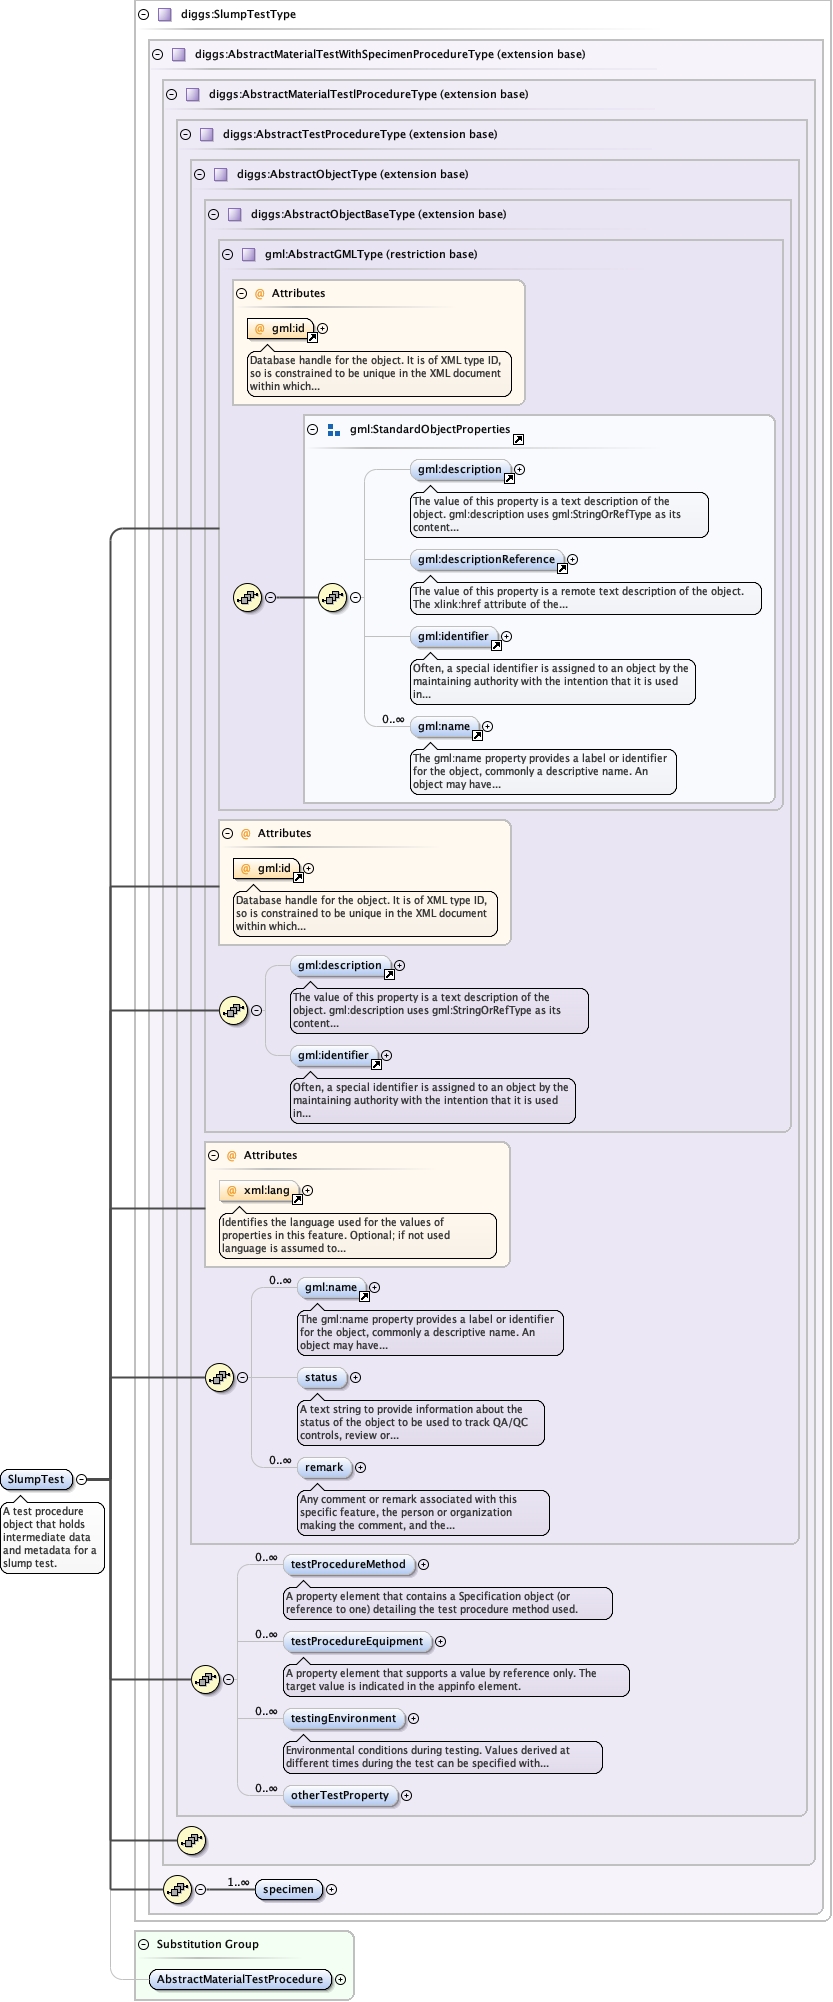 diggs:SlumpTestType
diggs:AbstractMaterialTestWithSpecimenProcedureType (extension base)
diggs:AbstractMaterialTestlProcedureType (extension base)
diggs:AbstractTestProcedureType (extension base)
diggs:AbstractObjectType (extension base)
diggs:AbstractObjectBaseType (extension base)
gml:AbstractGMLType (restriction base)
@ Attributes
@ gml:id
Database handle for the object. It is of XML type ID,
so is constrained to be unique in the XML document
within which...
gml:StandardObjectProperties
gml:description
The value of this property is a text description of the
object. gml:description uses gml:StringOrRefType as its
content...
gml:descriptionReference
The value of this property is a remote text description of the object.
The xlink:href attribute of the...
gml:identifier
Often, a special identifier is assigned to an object by the
maintaining authority with the intention that it is used
in...
0..∞
gml:name
The gml:name property provides a label or identifier
for the object, commonly a descriptive name. An
object may have...
@ Attributes
@ gml:id
Database handle for the object. It is of XML type ID,
so is constrained to be unique in the XML document
within which...
gml:description
The value of this property is a text description of the
object. gml:description uses gml:StringOrRefType as its
content...
gml:identifier
Often, a special identifier is assigned to an object by the
maintaining authority with the intention that it is used
in...
@ Attributes
@ xml:lang
Identifies the language used for the values of
properties in this feature. Optional; if not used
language is assumed to...
0..∞
gml:name
The gml:name property provides a label or identifier
for the object, commonly a descriptive name. An
object may have...
status
A text string to provide information about the
status of the object to be used to track QA/QC
controls, review or...
0..∞
remark
Any comment or remark associated with this
specific feature, the person or organization
making the comment, and the...
SlumpTest
A test procedure
object that holds
intermediate data
and metadata for a
slump test.
0..∞
testProcedureMethod
A property element that contains a Specification object (or
reference to one) detailing the test procedure method used.
0..∞
testProcedureEquipment
A property element that supports a value by reference only. The
target value is indicated in the appinfo element.
0..∞
testingEnvironment
Environmental conditions during testing. Values derived at
different times during the test can be specified with...
0..∞
otherTestProperty
1..∞
specimen
Substitution Group
AbstractMaterialTestProcedure